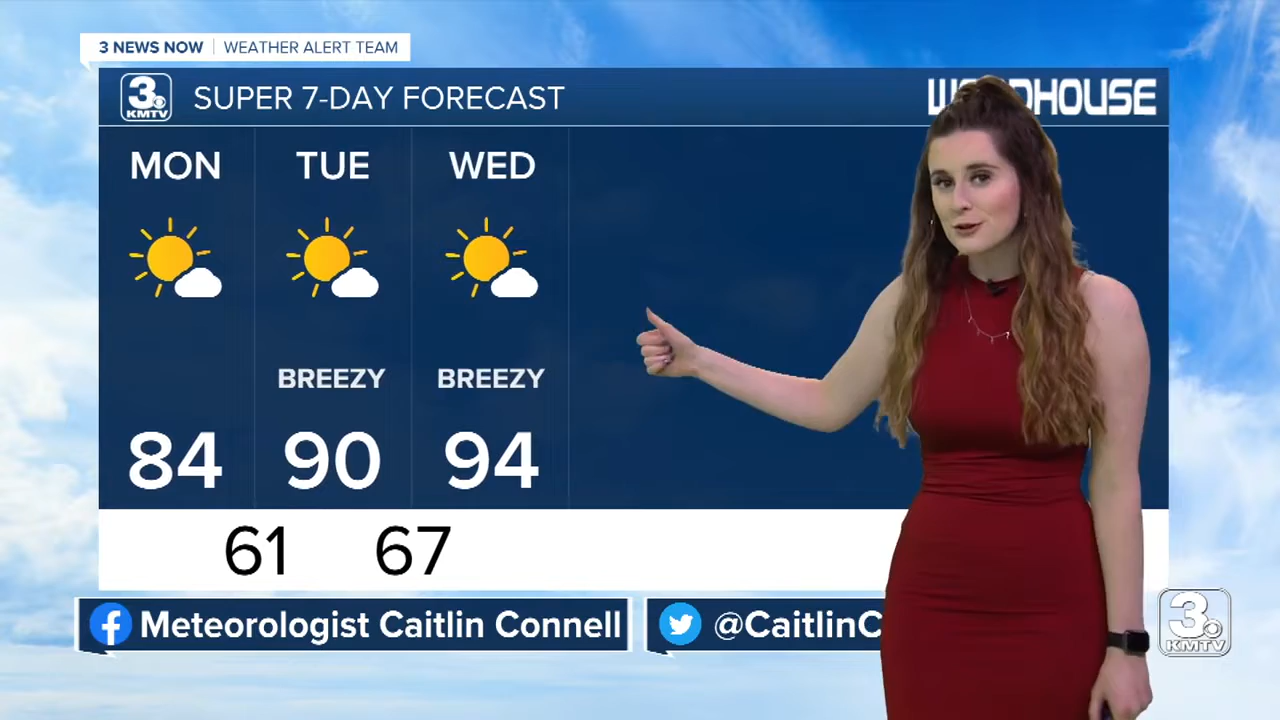 3 NEWS NOW WEATHER ALERT TEAM
3 KMTV SUPER 7-DAY FORECAST
MON TUE WED
BREEZY BREEZY
84 90 94
61 67
Meteorologist Caitlin Connell
@CaitlinC
3 KMTV